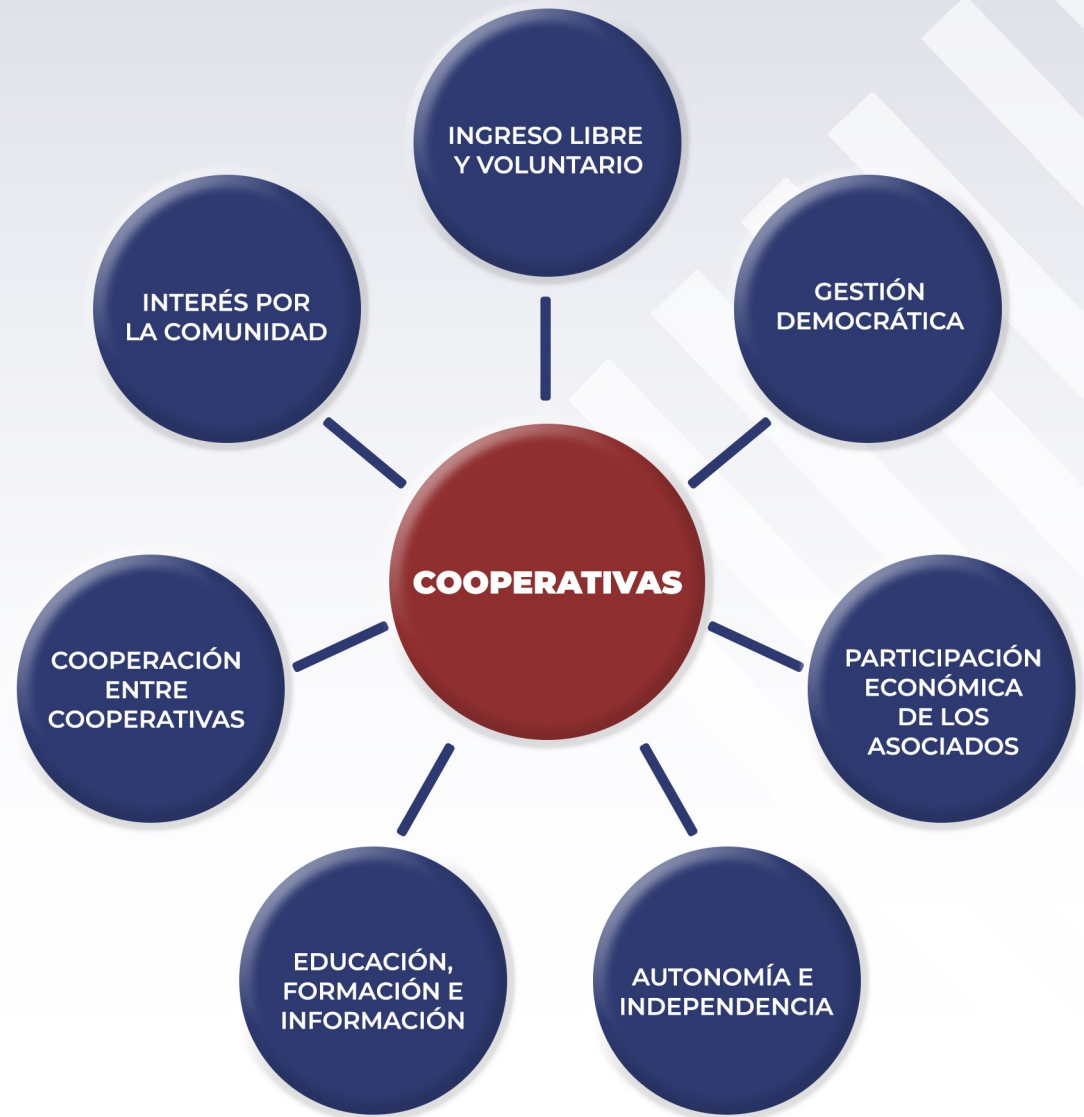 INGRESO LIBRE
Y VOLUNTARIO
GESTIÓN
DEMOCRÁTICA
PARTICIPACIÓN
ECONÓMICA
DE LOS
ASOCIADOS
AUTONOMÍA E
INDEPENDENCIA
EDUCACIÓN,
FORMACIÓN E
INFORMACIÓN
COOPERACIÓN
ENTRE
COOPERATIVAS
INTERÉS POR
LA COMUNIDAD
COOPERATIVAS